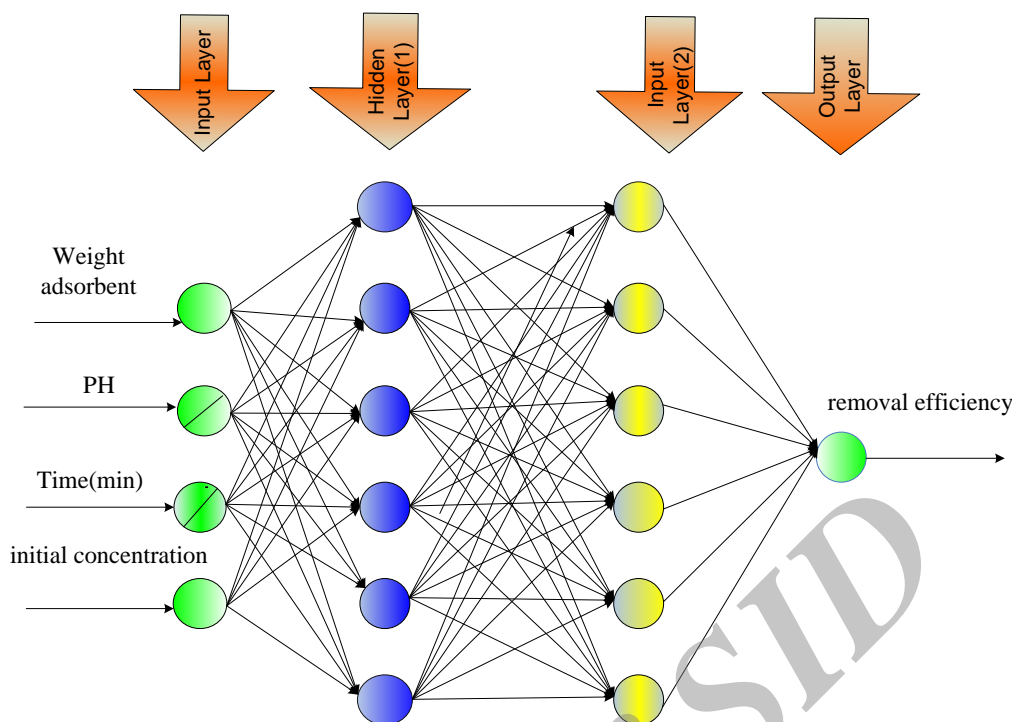 Input Layer
Hidden
Layer(1)
Input
Layer(2)
Output
Layer
Weight
adsorbent
PH
Time(min)
initial concentration
removal efficiency
SID